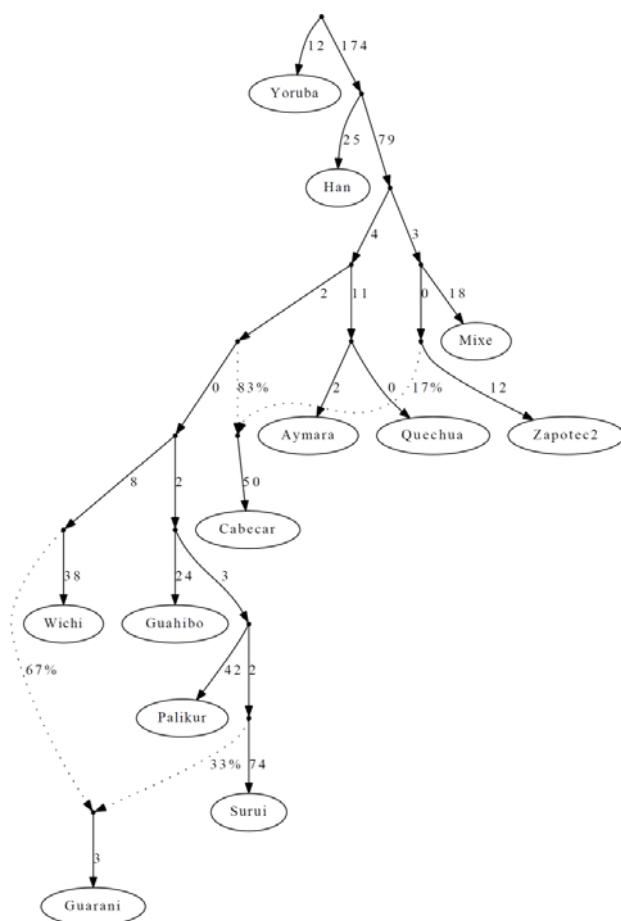 12 174
Yoruba
25 79
Han
4 3
2 11 0 18
Mixe
0 83% 2 0 17% 12
Aymara Quechua Zapotec2
8 2 50
Cabecar
38 24 3
Wichi Guahibo
67% 42 2
Palikur
33% 74
Surui
3
Guarani